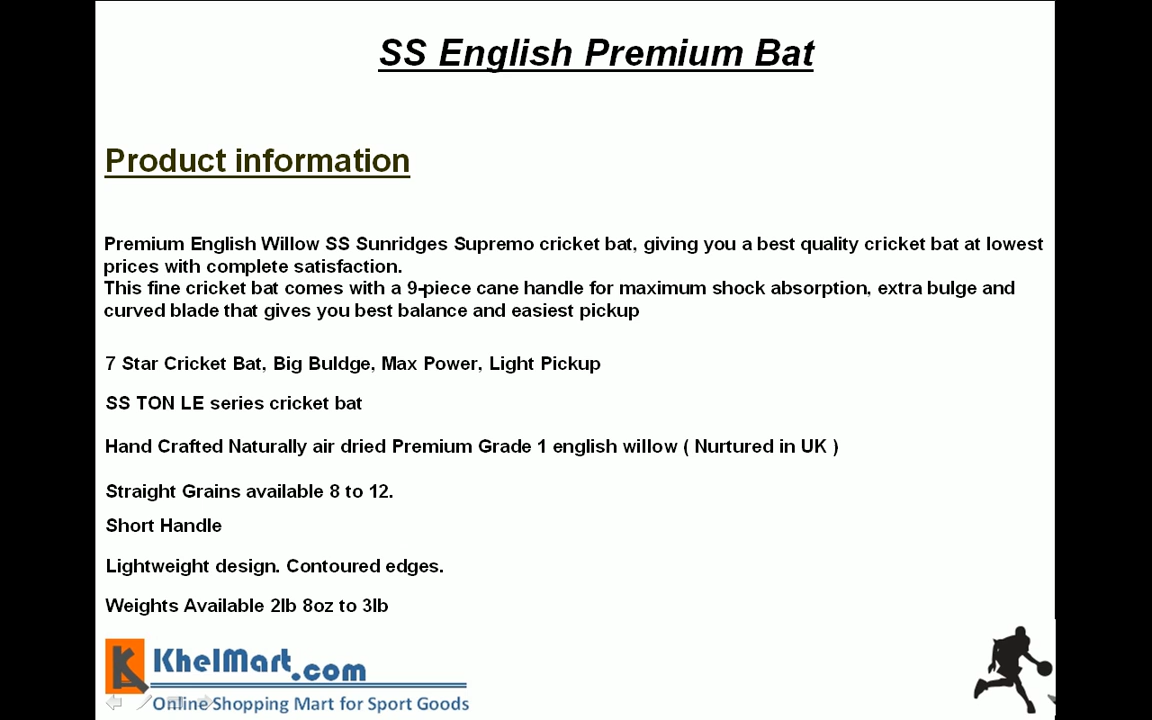 SS English Premium Bat
Product information
Premium English Willow SS Sunridges Supremo cricket bat, giving you a best quality cricket bat at lowest
prices with complete satisfaction.
This fine cricket bat comes with a 9-piece cane handle for maximum shock absorption, extra bulge and
curved blade that gives you best balance and easiest pickup
7 Star Cricket Bat, Big Buldge, Max Power, Light Pickup
SS TON LE series cricket bat
Hand Crafted Naturally air dried Premium Grade 1 english willow ( Nurtured in UK )
Straight Grains available 8 to 12.
Short Handle
Lightweight design. Contoured edges.
Weights Available 2lb 8oz to 3lb
KhelMart.com
Online Shopping Mart for Sport Goods